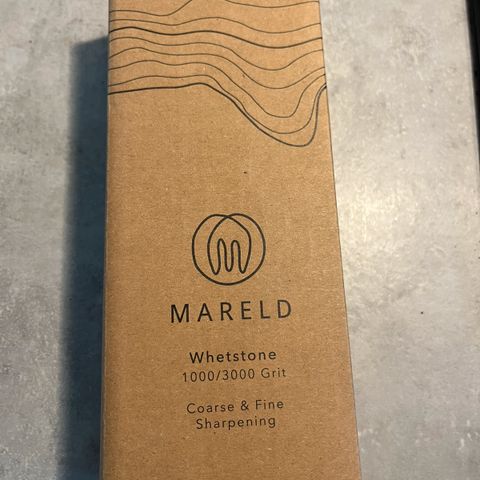 MARELD
Whetstone
1000/3000 Grit
Coarse & Fine
Sharpening